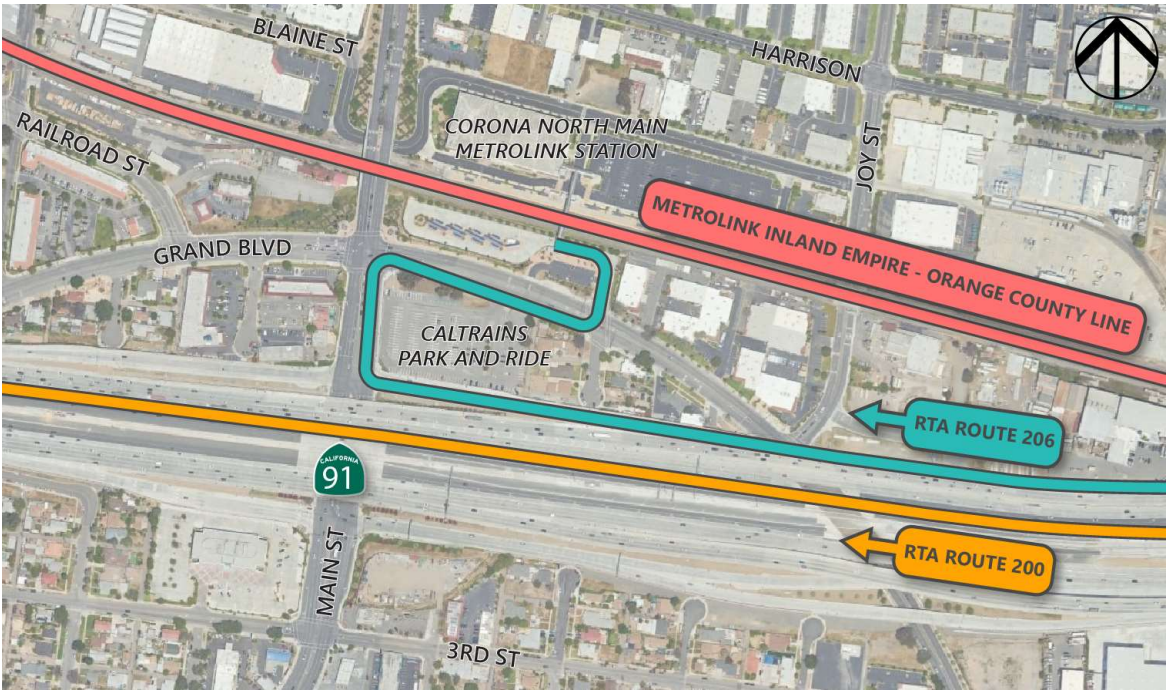 BLAINE ST
HARRISON
RAILROAD ST
CORONA NORTH MAIN
METROLINK STATION
JOY ST
METROLINK INLAND EMPIRE - ORANGE COUNTY LINE
GRAND BLVD
CALTRAINS
PARK AND RIDE
RTA ROUTE 206
CALIFORNIA
91
RTA ROUTE 200
MAIN ST
3RD ST